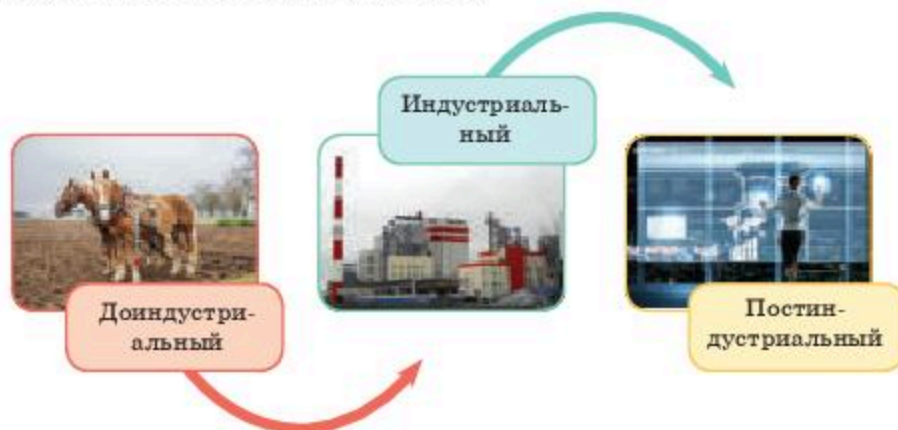 Доиндустри-
альный
Индустриаль-
ный
Постин-
дустриальный